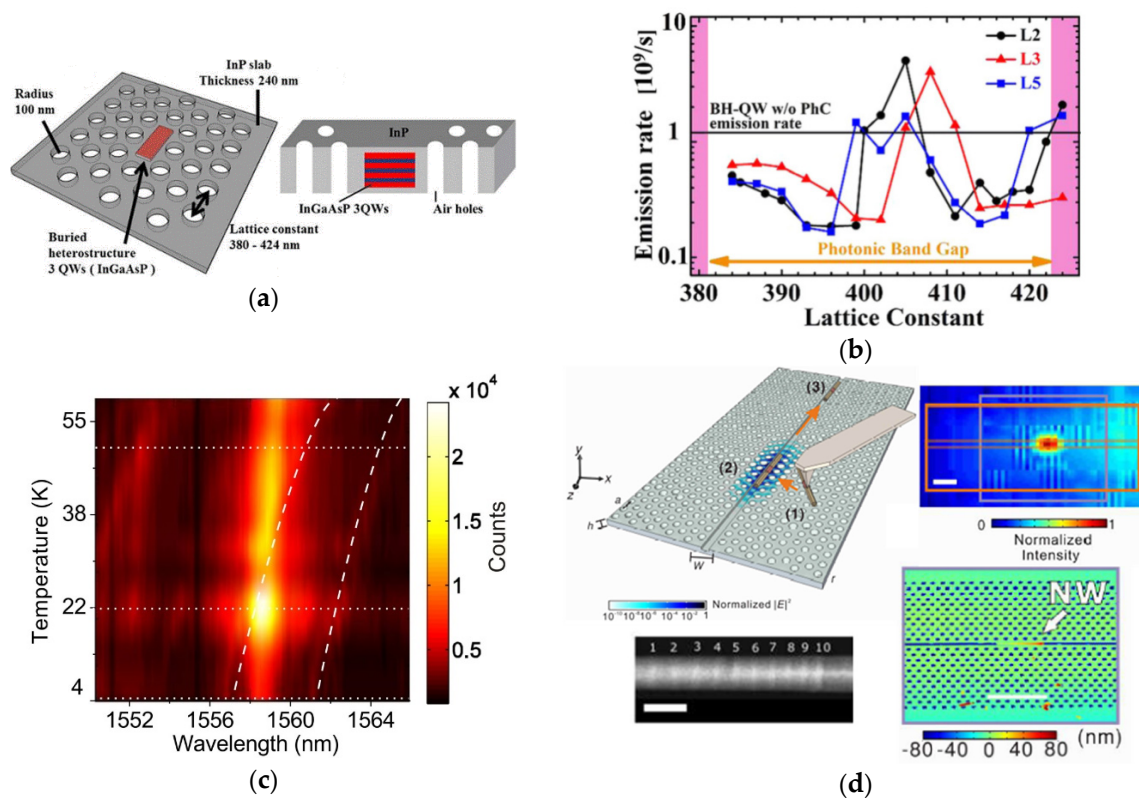 InP slab
Thickness 240 nm
Radius
100 nm
InP
InGaAsP 3QWs
Air holes
Lattice constant
380 - 424 nm
Buried
heterostructure
3 QWs ( InGaAsP )
(a)
Emission rate [10⁹/s]
10
1
0.1
L2
L3
L5
BH-QW w/o PhC
emission rate
Photonic Band Gap
380 390 400 410 420
Lattice Constant
(b)
Temperature (K)
55
38
22
4
1552 1556 1560 1564
Wavelength (nm)
x 10⁴
2
1.5
1
0.5
Counts
(c)
(3)
(2)
(1)
y
x
z
a
h
W
r
Normalized |E|²
1
0 1
Normalized
Intensity
1 2 3 4 5 6 7 8 9 10
NW
-80 -40 0 40 80 (nm)
(d)